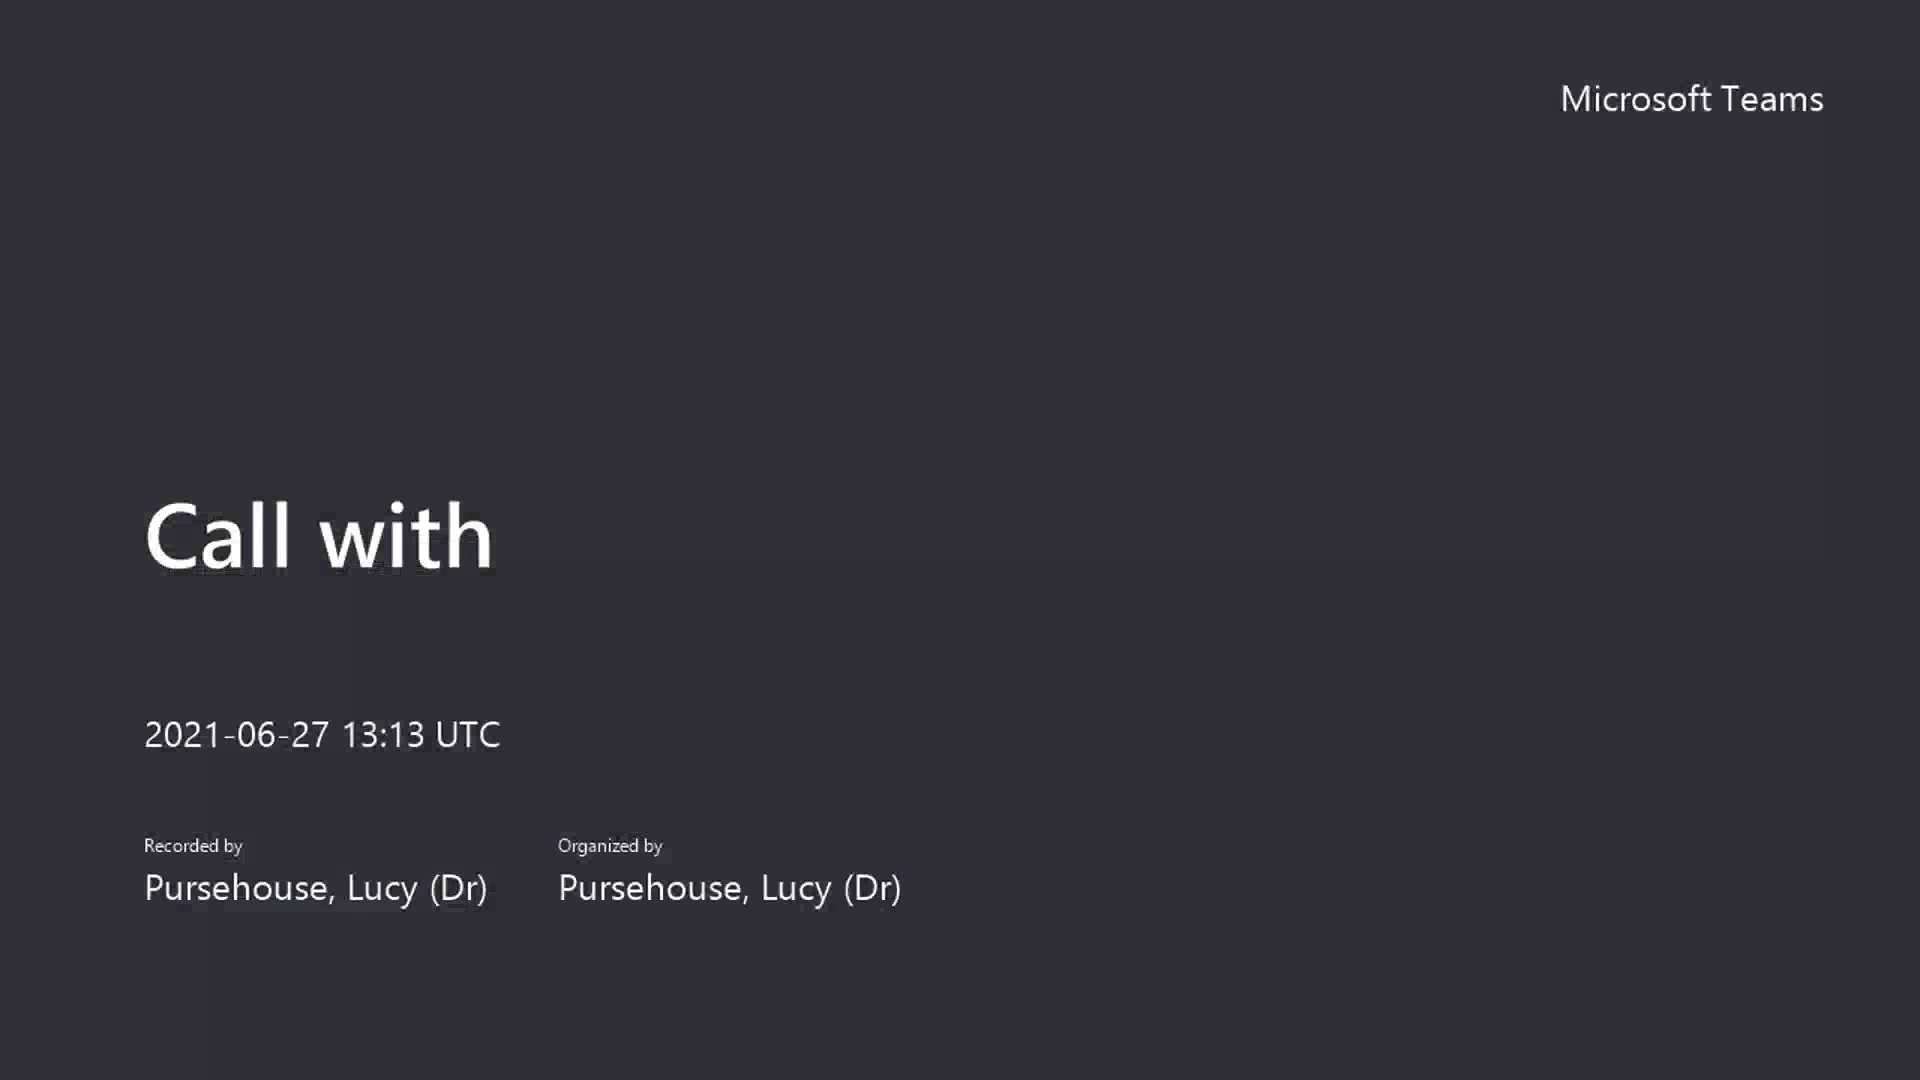 Microsoft Teams
Call with
2021-06-27 13:13 UTC
Recorded by
Pursehouse, Lucy (Dr)
Organized by
Pursehouse, Lucy (Dr)